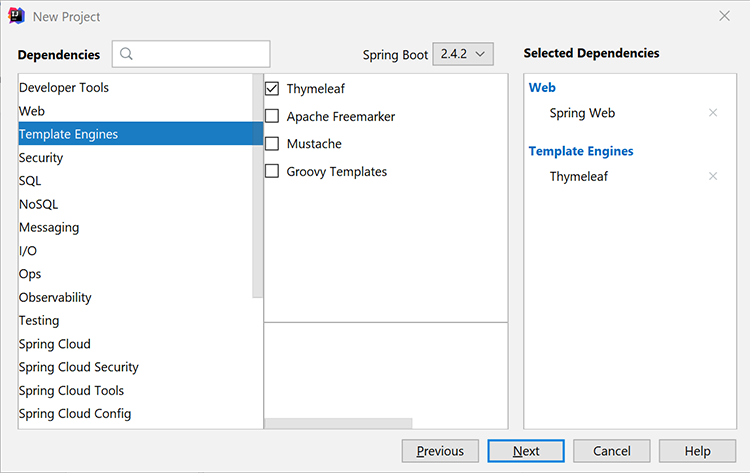 New Project
Dependencies
Spring Boot 2.4.2
Selected Dependencies
Developer Tools
Web
Template Engines
Security
SQL
NoSQL
Messaging
I/O
Ops
Observability
Testing
Spring Cloud
Spring Cloud Security
Spring Cloud Tools
Spring Cloud Config
Thymeleaf
Apache Freemarker
Mustache
Groovy Templates
Web
Spring Web
Template Engines
Thymeleaf
Previous
Next
Cancel
Help